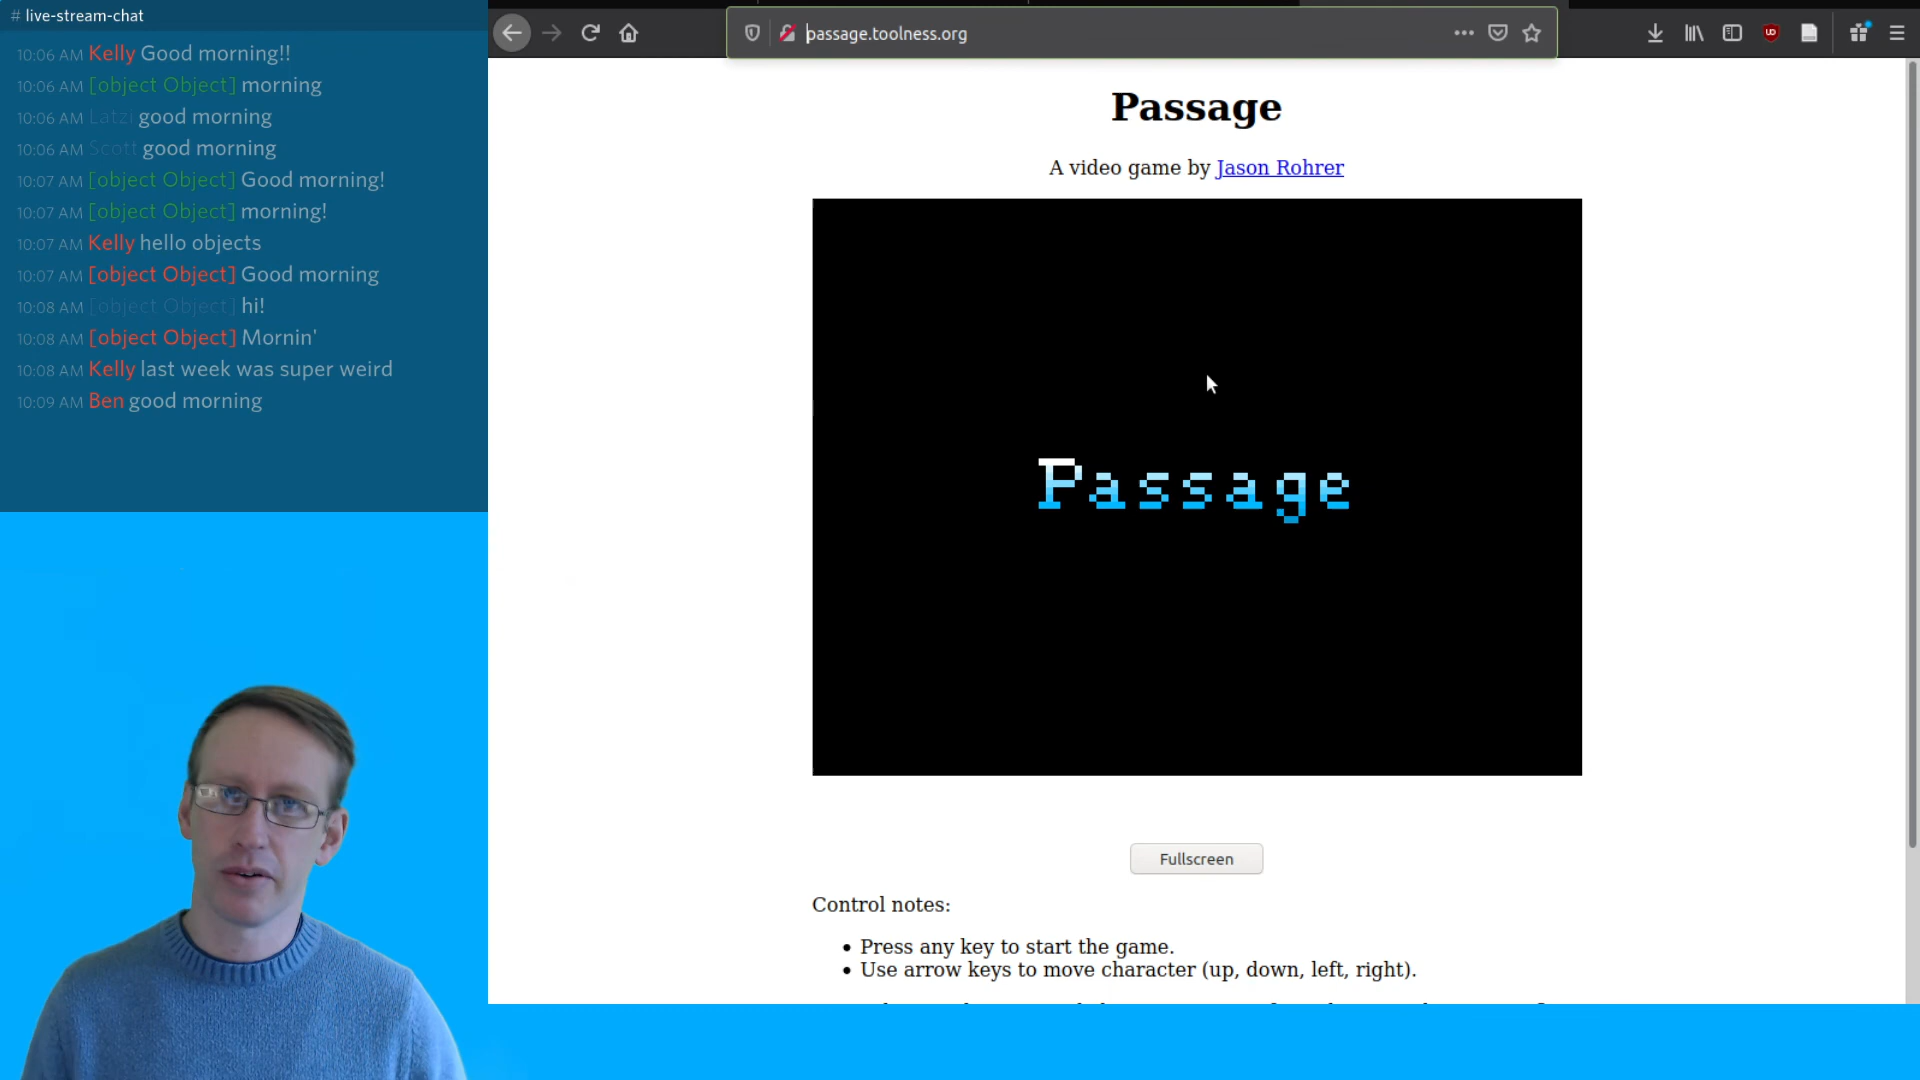 # live-stream-chat
10:06 AM Kelly Good morning!!
10:06 AM [object Object] morning
10:06 AM Latzi good morning
10:06 AM Scott good morning
10:07 AM [object Object] Good morning!
10:07 AM [object Object] morning!
10:07 AM Kelly hello objects
10:07 AM [object Object] Good morning
10:08 AM [object Object] hi!
10:08 AM [object Object] Mornin'
10:08 AM Kelly last week was super weird
10:09 AM Ben good morning
passage.toolness.org
Passage
A video game by Jason Rohrer
Passage
Fullscreen
Control notes:
• Press any key to start the game.
• Use arrow keys to move character (up, down, left, right).